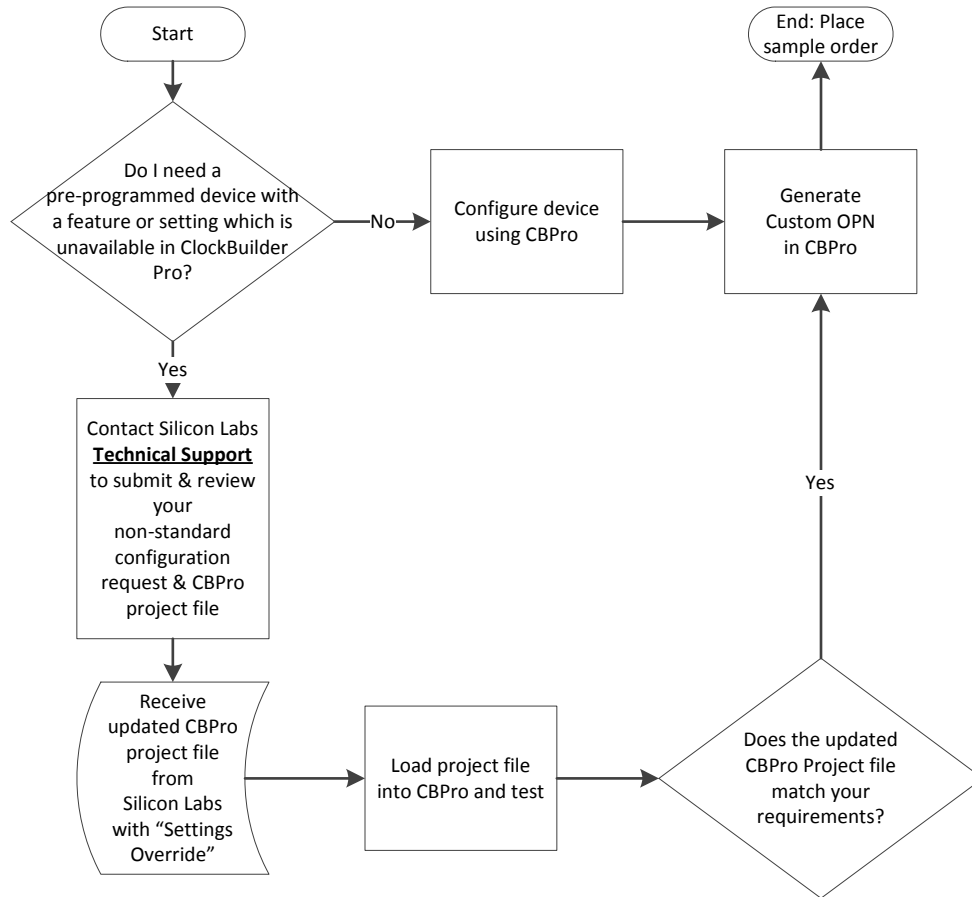 Start
End: Place
sample order
Do I need a
pre-programmed device with
a feature or setting which is
unavailable in ClockBuilder
Pro?
No
Configure device
using CBPro
Generate
Custom OPN
in CBPro
Yes
Contact Silicon Labs
Technical Support
to submit & review
your
non-standard
configuration
request & CBPro
project file
Yes
Receive
updated CBPro
project file
from
Silicon Labs
with “Settings
Override”
Load project file
into CBPro and test
Does the updated
CBPro Project file
match your
requirements?